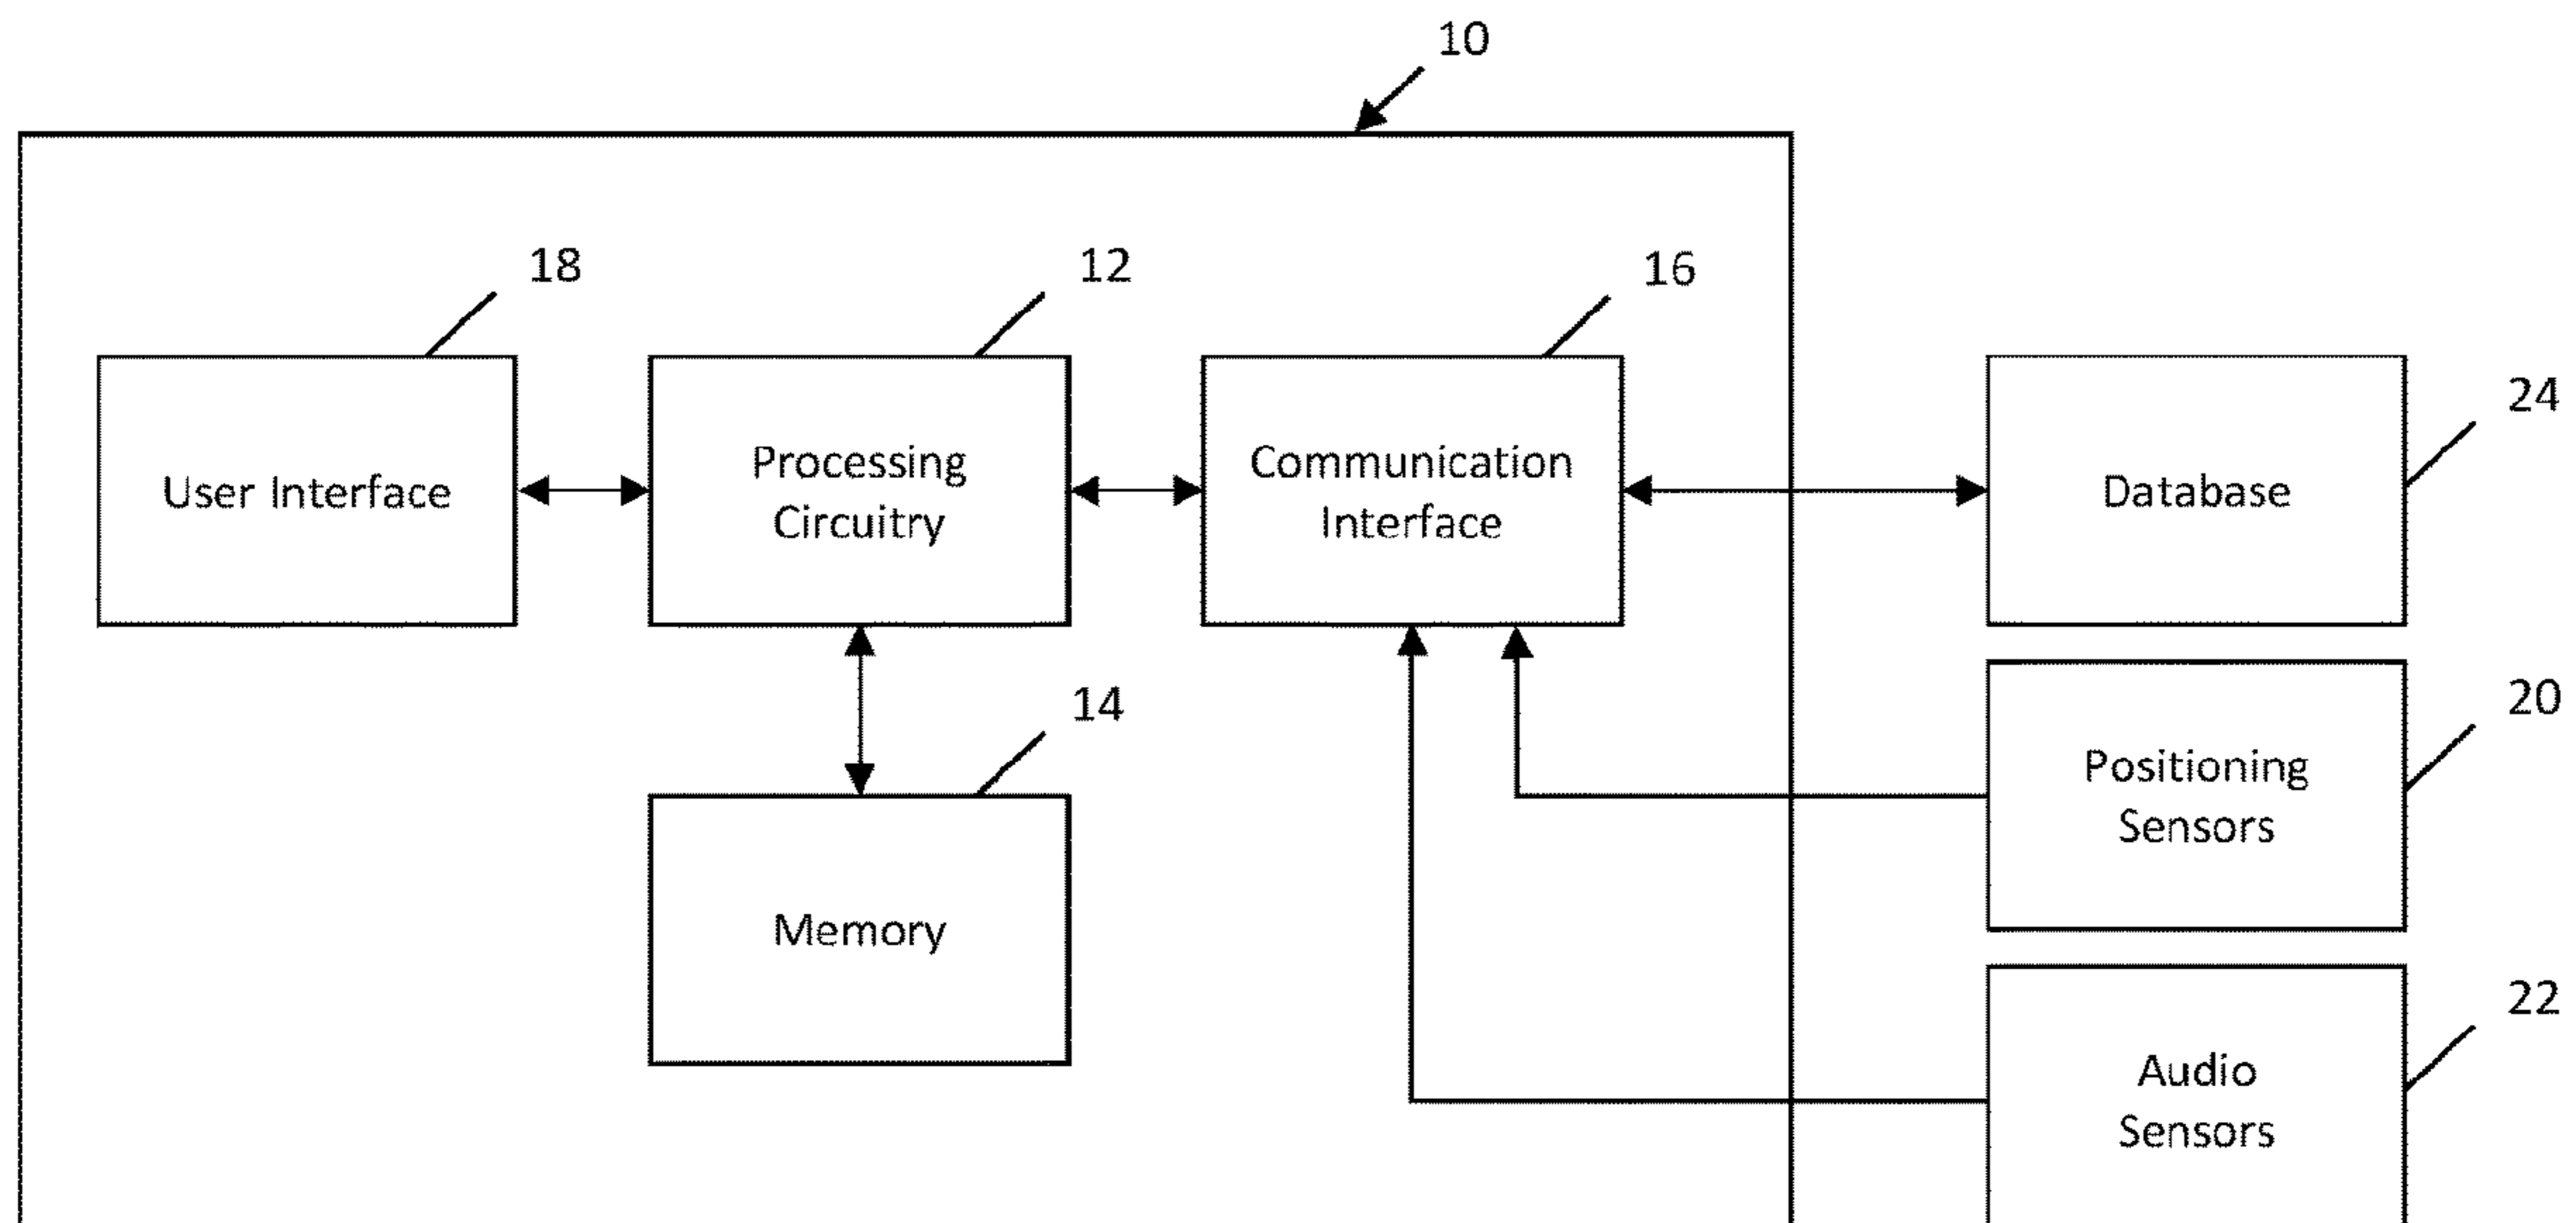 10
18
12
16
User Interface
Processing
Circuitry
Communication
Interface
24
Database
14
Memory
20
Positioning
Sensors
22
Audio
Sensors